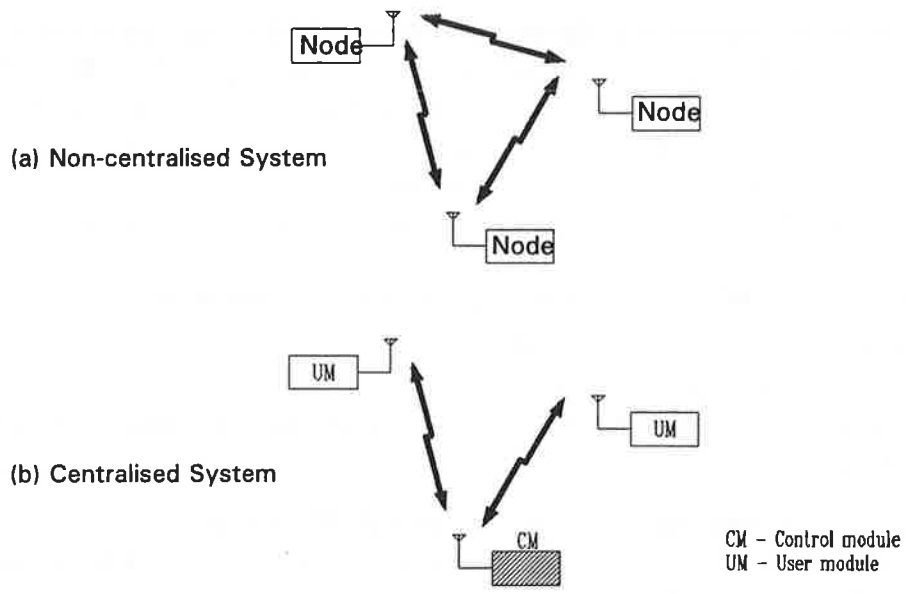 Node
Node
(a) Non-centralised System
Node
UM
UM
(b) Centralised System
CM
CM - Control module
UM - User module